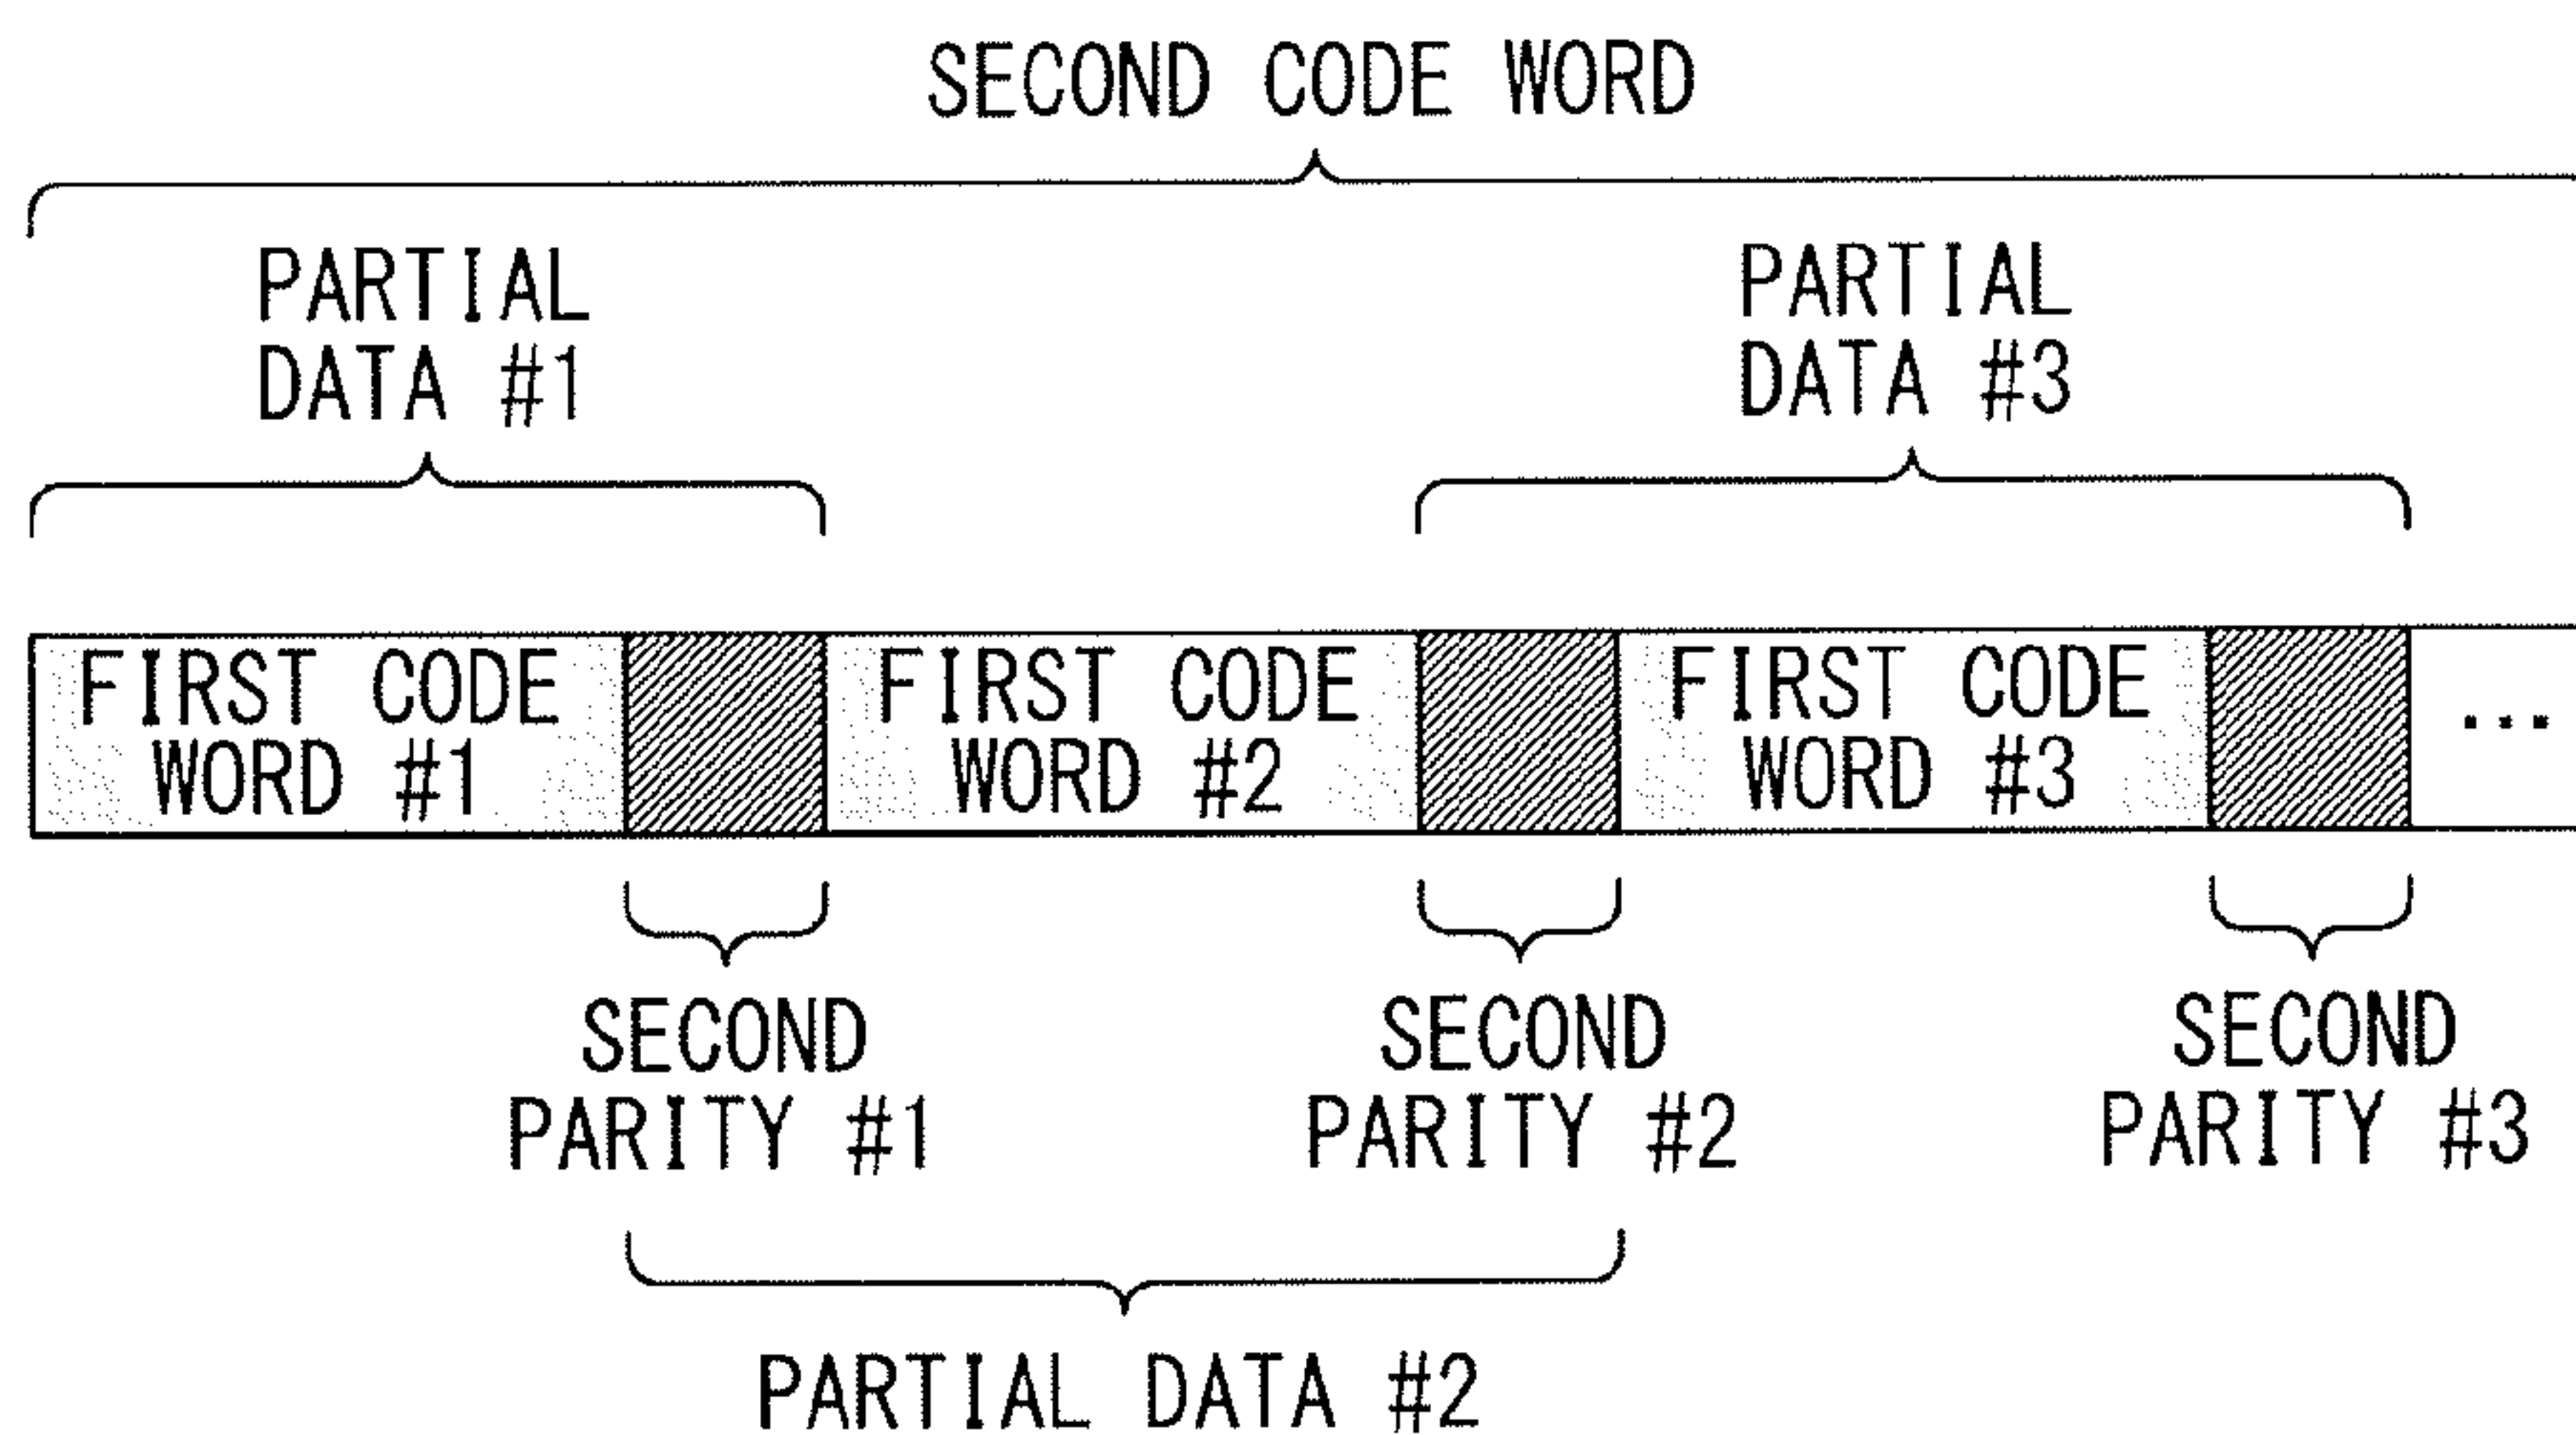 SECOND CODE WORD
PARTIAL
DATA #1
PARTIAL
DATA #3
FIRST CODE
WORD #1
FIRST CODE
WORD #2
FIRST CODE
WORD #3
...
SECOND
PARITY #1
SECOND
PARITY #2
SECOND
PARITY #3
PARTIAL DATA #2